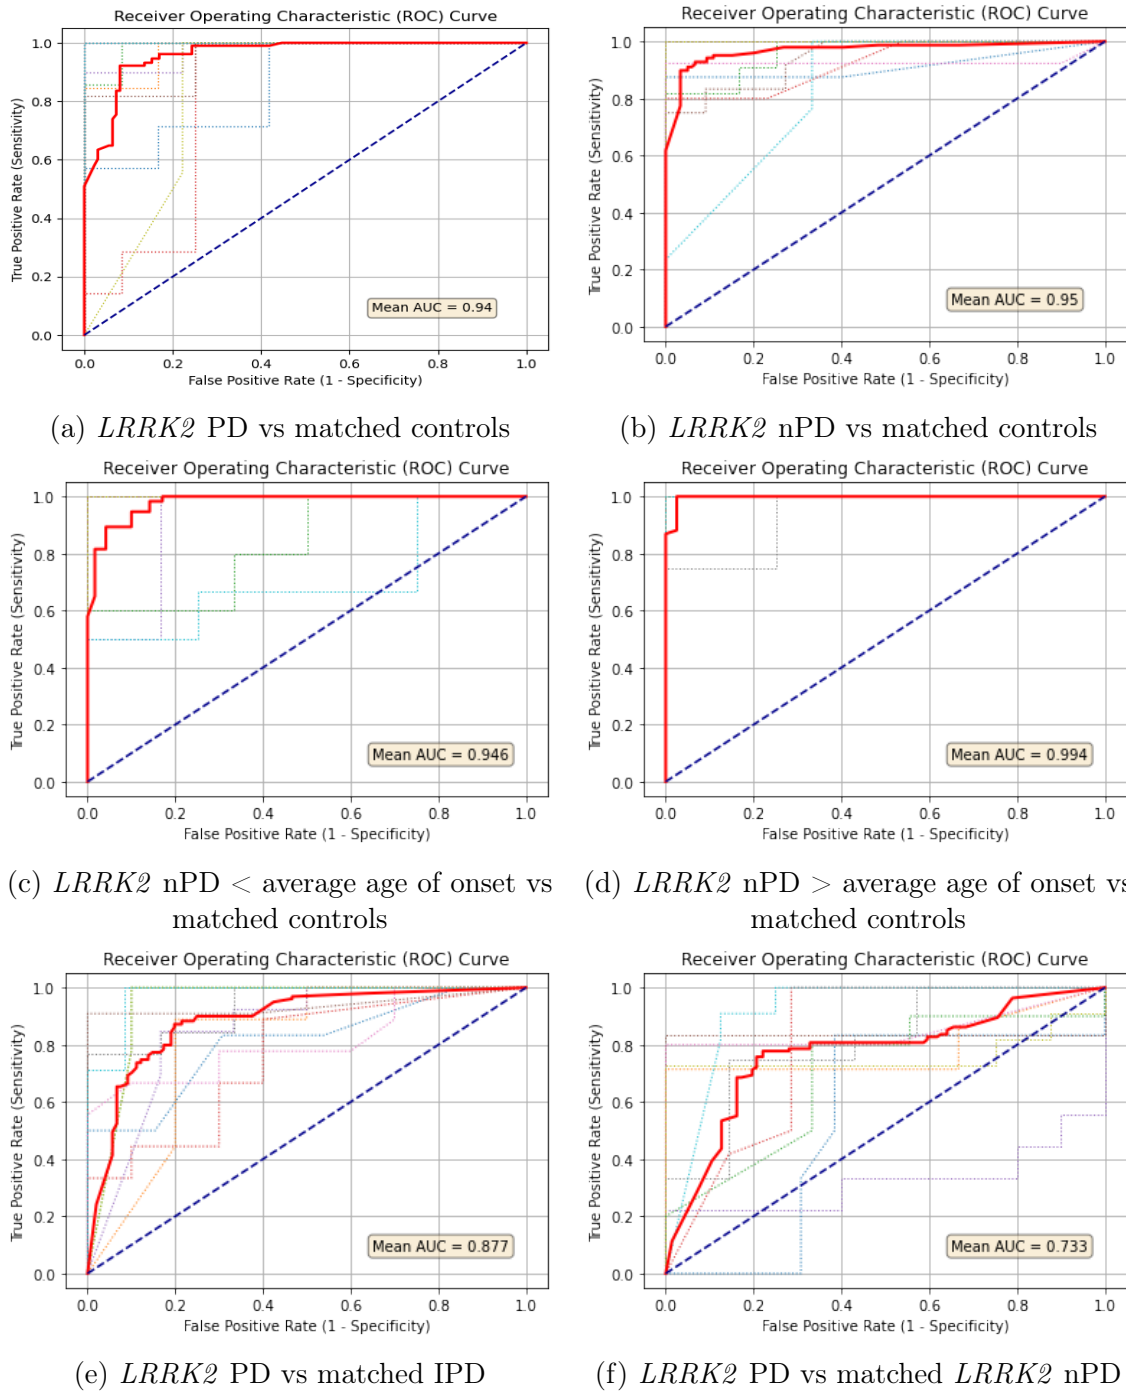 Receiver Operating Characteristic (ROC) Curve
1.0
0.8
0.6
0.4
0.2
0.0
True Positive Rate (Sensitivity)
Mean AUC = 0.94
0.0 0.2 0.4 0.6 0.8 1.0
False Positive Rate (1 - Specificity)
(a) LRRK2 PD vs matched controls
Receiver Operating Characteristic (ROC) Curve
1.0
0.8
0.6
0.4
0.2
0.0
True Positive Rate (Sensitivity)
Mean AUC = 0.95
0.0 0.2 0.4 0.6 0.8 1.0
False Positive Rate (1 - Specificity)
(b) LRRK2 nPD vs matched controls
Receiver Operating Characteristic (ROC) Curve
1.0
0.8
0.6
0.4
0.2
0.0
True Positive Rate (Sensitivity)
Mean AUC = 0.946
0.0 0.2 0.4 0.6 0.8 1.0
False Positive Rate (1 - Specificity)
(c) LRRK2 nPD < average age of onset vs
matched controls
Receiver Operating Characteristic (ROC) Curve
1.0
0.8
0.6
0.4
0.2
0.0
True Positive Rate (Sensitivity)
Mean AUC = 0.994
0.0 0.2 0.4 0.6 0.8 1.0
False Positive Rate (1 - Specificity)
(d) LRRK2 nPD > average age of onset vs
matched controls
Receiver Operating Characteristic (ROC) Curve
1.0
0.8
0.6
0.4
0.2
0.0
True Positive Rate (Sensitivity)
Mean AUC = 0.877
0.0 0.2 0.4 0.6 0.8 1.0
False Positive Rate (1 - Specificity)
(e) LRRK2 PD vs matched IPD
Receiver Operating Characteristic (ROC) Curve
1.0
0.8
0.6
0.4
0.2
0.0
True Positive Rate (Sensitivity)
Mean AUC = 0.733
0.0 0.2 0.4 0.6 0.8 1.0
False Positive Rate (1 - Specificity)
(f) LRRK2 PD vs matched LRRK2 nPD